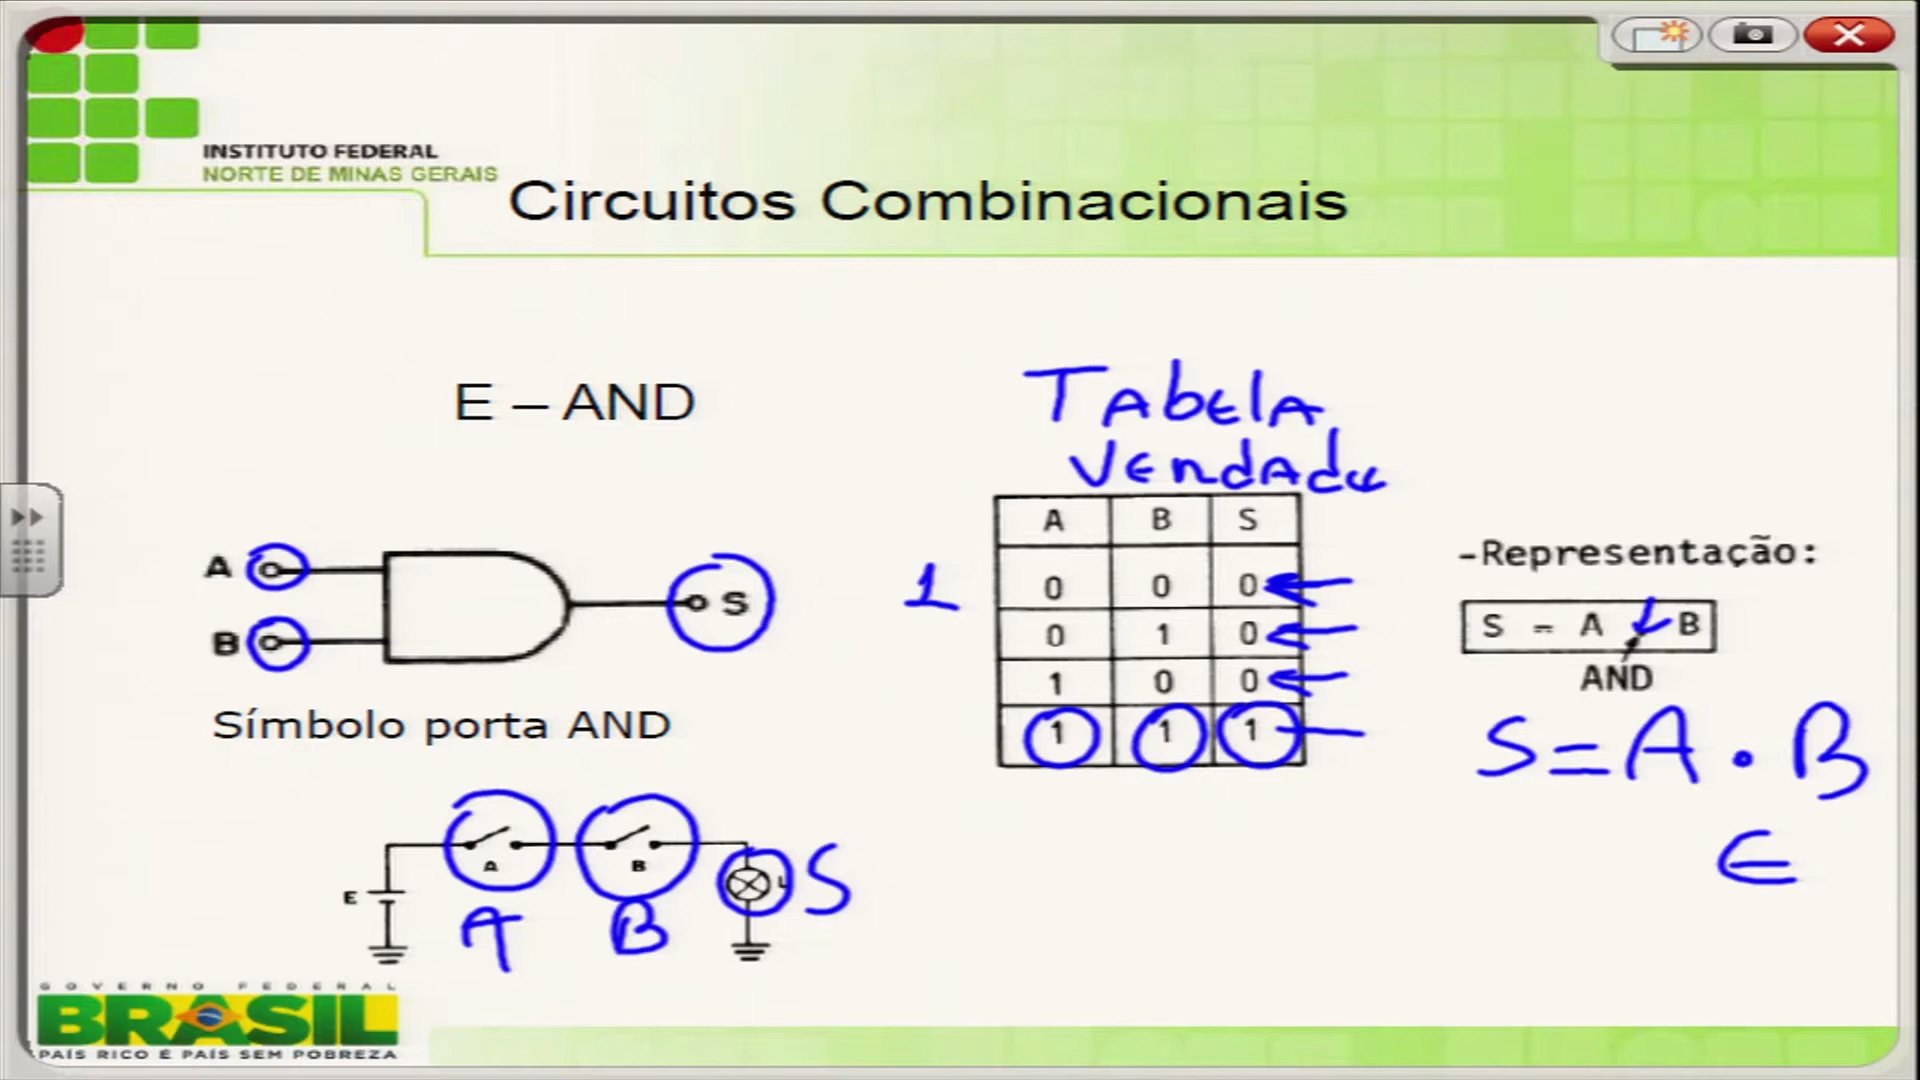 INSTITUTO FEDERAL
NORTE DE MINAS GERAIS
Circuitos Combinacionais
E – AND
Tabela
Verdade
A B S
0 0 0
0 1 0
1 0 0
1 1 1
1
A
B
S
Símbolo porta AND
-Representação:
S = A B
AND
S = A . B
E
E
A
B
L
A
B
S
GOVERNO FEDERAL
BRASIL
PAÍS RICO É PAÍS SEM POBREZA